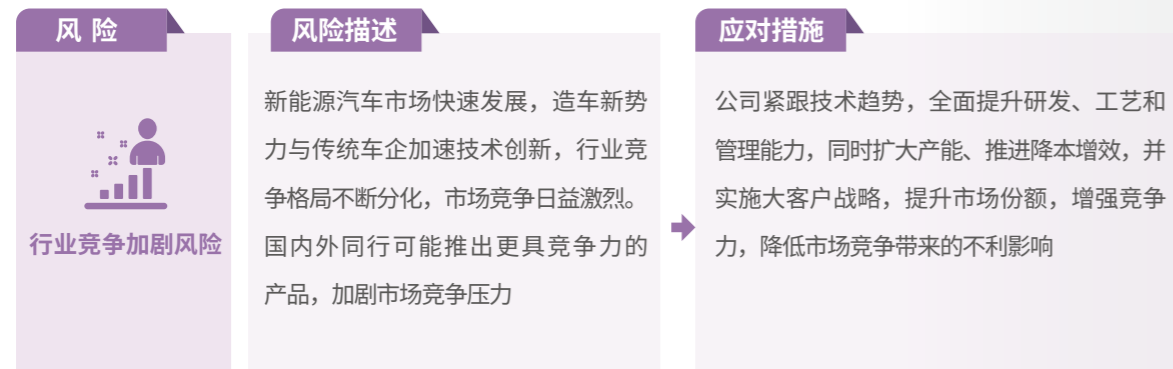 风 险
行业竞争加剧风险
风险描述
新能源汽车市场快速发展，造车新势
力与传统车企加速技术创新，行业竞
争格局不断分化，市场竞争日益激烈。
国内外同行可能推出更具竞争力的
产品，加剧市场竞争压力
应对措施
公司紧跟技术趋势，全面提升研发、工艺和
管理能力，同时扩大产能、推进降本增效，并
实施大客户战略，提升市场份额，增强竞争
力，降低市场竞争带来的不利影响